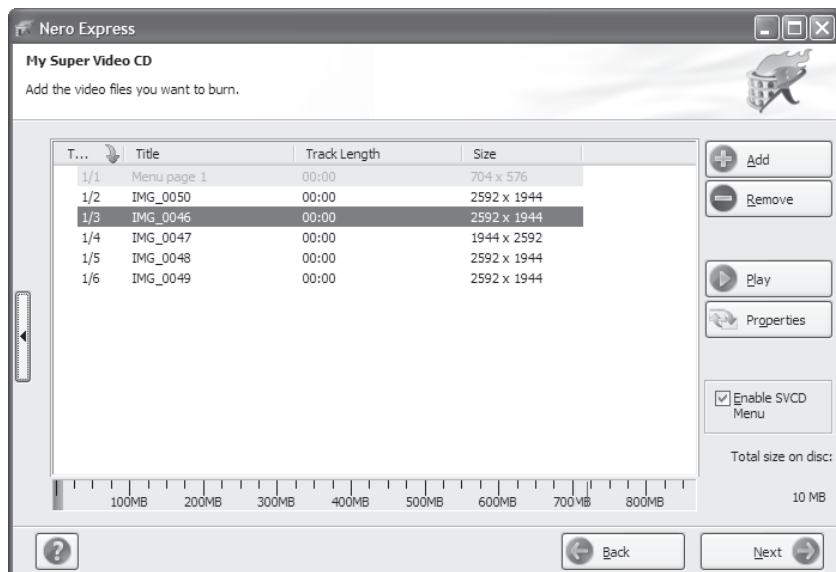 Nero Express
My Super Video CD
Add the video files you want to burn.
T... Title Track Length Size
1/1 Menu page 1 00:00 704 x 576
1/2 IMG_0050 00:00 2592 x 1944
1/3 IMG_0046 00:00 2592 x 1944
1/4 IMG_0047 00:00 1944 x 2592
1/5 IMG_0048 00:00 2592 x 1944
1/6 IMG_0049 00:00 2592 x 1944
Add
Remove
Play
Properties
Enable SVCD
Menu
Total size on disc:
100MB 200MB 300MB 400MB 500MB 600MB 700MB 800MB
10 MB
?
Back
Next